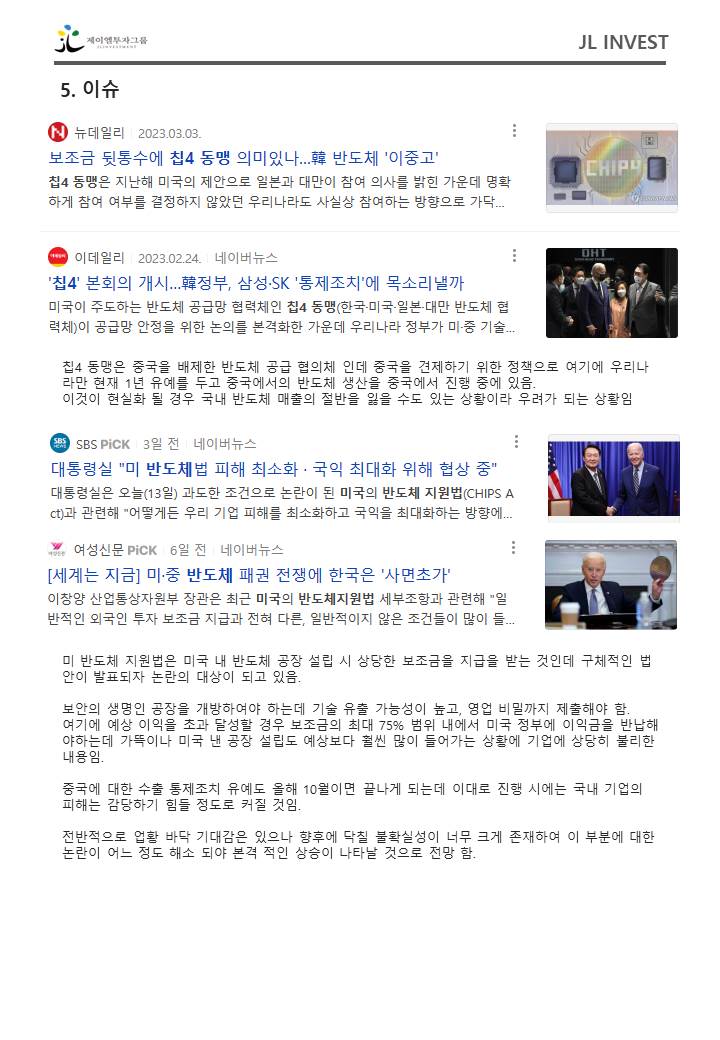 제이엘투자그룹
JLINVESTMENT
JL INVEST
5. 이슈
뉴데일리 2023.03.03.
보조금 뒷통수에 칩4 동맹 의미있나...韓 반도체 '이중고'
칩4 동맹은 지난해 미국의 제안으로 일본과 대만이 참여 의사를 밝힌 가운데 명확
하게 참여 여부를 결정하지 않았던 우리나라도 사실상 참여하는 방향으로 가닥...
CHIP4
이데일리 2023.02.24. 네이버뉴스
'칩4' 본회의 개시...韓정부, 삼성·SK '통제조치'에 목소리낼까
미국이 주도하는 반도체 공급망 협력체인 칩4 동맹(한국·미국·일본·대만 반도체 협
력체)이 공급망 안정을 위한 논의를 본격화한 가운데 우리나라 정부가 미·중 기술...
칩4 동맹은 중국을 배제한 반도체 공급 협의체 인데 중국을 견제하기 위한 정책으로 여기에 우리나
라만 현재 1년 유예를 두고 중국에서의 반도체 생산을 중국에서 진행 중에 있음.
이것이 현실화 될 경우 국내 반도체 매출의 절반을 잃을 수도 있는 상황이라 우려가 되는 상황임
SBS NEWS SBS PiCK 3일 전 네이버뉴스
대통령실 "미 반도체법 피해 최소화 · 국익 최대화 위해 협상 중"
대통령실은 오늘(13일) 과도한 조건으로 논란이 된 미국의 반도체 지원법(CHIPS A
ct)과 관련해 "어떻게든 우리 기업 피해를 최소화하고 국익을 최대화하는 방향에...
여성신문 여성신문 PiCK 6일 전 네이버뉴스
[세계는 지금] 미·중 반도체 패권 전쟁에 한국은 '사면초가'
이창양 산업통상자원부 장관은 최근 미국의 반도체지원법 세부조항과 관련해 "일
반적인 외국인 투자 보조금 지급과 전혀 다른, 일반적이지 않은 조건들이 많이 들...
미 반도체 지원법은 미국 내 반도체 공장 설립 시 상당한 보조금을 지급을 받는 것인데 구체적인 법
안이 발표되자 논란의 대상이 되고 있음.
보안의 생명인 공장을 개방하여야 하는데 기술 유출 가능성이 높고, 영업 비밀까지 제출해야 함.
여기에 예상 이익을 초과 달성할 경우 보조금의 최대 75% 범위 내에서 미국 정부에 이익금을 반납해
야하는데 가뜩이나 미국 낸 공장 설립도 예상보다 훨씬 많이 들어가는 상황에 기업에 상당히 불리한
내용임.
중국에 대한 수출 통제조치 유예도 올해 10월이면 끝나게 되는데 이대로 진행 시에는 국내 기업의
피해는 감당하기 힘들 정도로 커질 것임.
전반적으로 업황 바닥 기대감은 있으나 향후에 닥칠 불확실성이 너무 크게 존재하여 이 부분에 대한
논란이 어느 정도 해소 되야 본격 적인 상승이 나타날 것으로 전망 함.